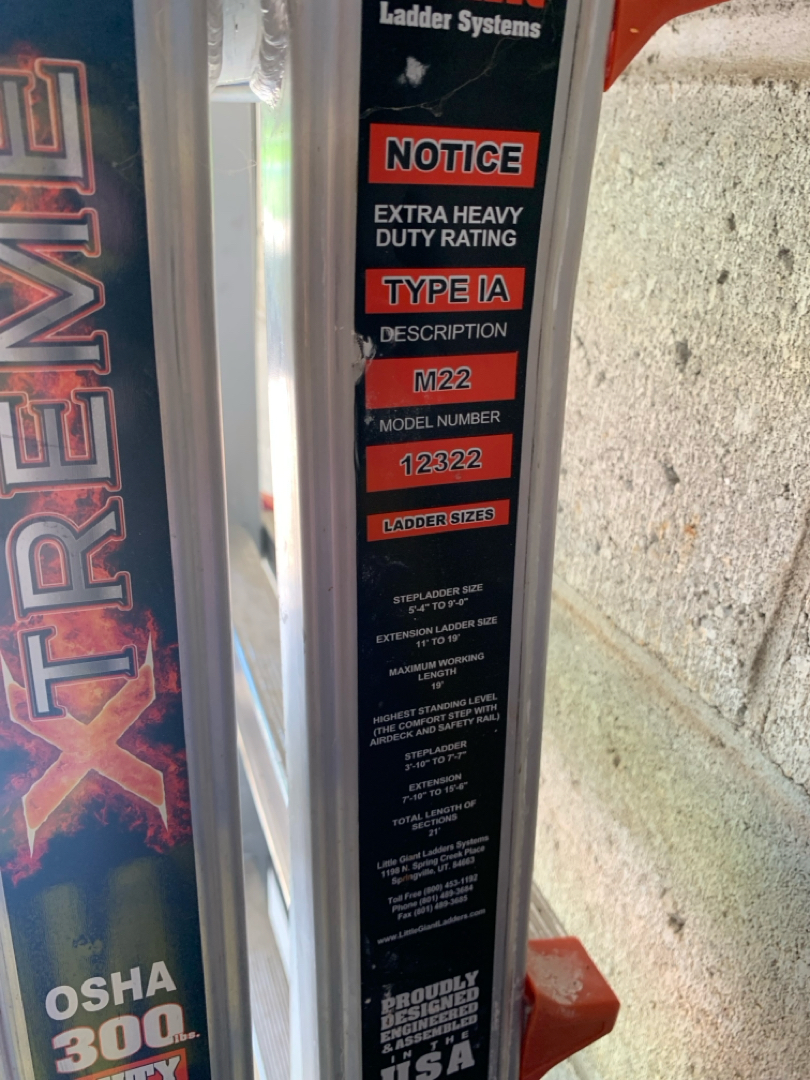 XTREME
OSHA
300 lbs.
Ladder Systems
NOTICE
EXTRA HEAVY
DUTY RATING
TYPE IA
DESCRIPTION
M22
MODEL NUMBER
12322
LADDER SIZES
STEPLADDER SIZE
5'-4" TO 9'-0"
EXTENSION LADDER SIZE
11' TO 19'
MAXIMUM WORKING
LENGTH
19'
HIGHEST STANDING LEVEL
(THE COMFORT STEP WITH
AIRDECK AND SAFETY RAIL)
STEPLADDER
3'-10" TO 7'-7"
EXTENSION
7'-10" TO 15'-6"
TOTAL LENGTH OF
SECTIONS
21'
Little Giant Ladders Systems
1198 N. Spring Creek Place
Springville, UT. 84663
Toll Free (800) 453-1192
Phone (801) 489-3684
Fax (801) 489-3685
www.LittleGiantLadders.com
PROUDLY
DESIGNED
ENGINEERED
& ASSEMBLED
IN THE
USA